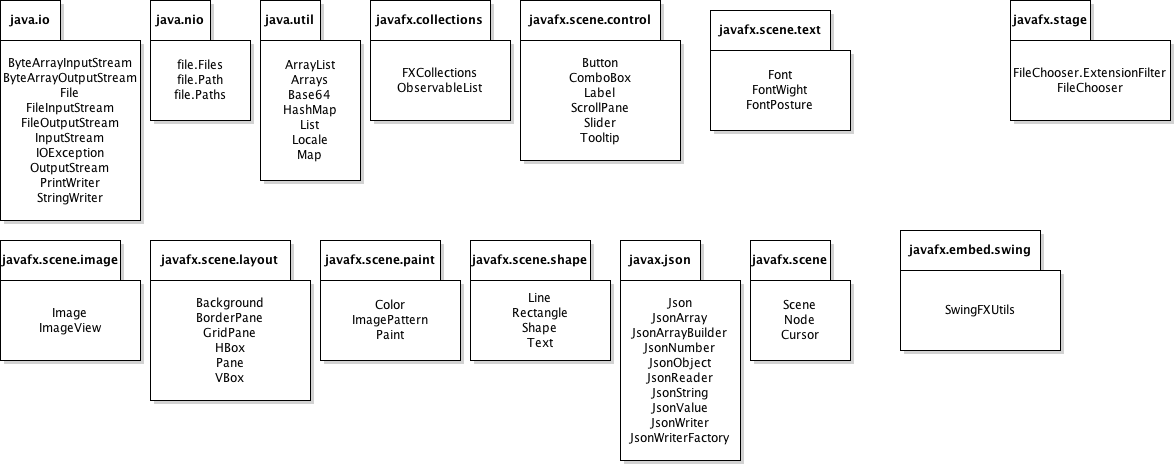 java.io
ByteArrayInputStream
ByteArrayOutputStream
File
FileInputStream
FileOutputStream
InputStream
IOException
OutputStream
PrintWriter
StringWriter
java.nio
file.Files
file.Path
file.Paths
java.util
ArrayList
Arrays
Base64
HashMap
List
Locale
Map
javafx.collections
FXCollections
ObservableList
javafx.scene.control
Button
ComboBox
Label
ScrollPane
Slider
Tooltip
javafx.scene.text
Font
FontWight
FontPosture
javafx.stage
FileChooser.ExtensionFilter
FileChooser
javafx.scene.image
Image
ImageView
javafx.scene.layout
Background
BorderPane
GridPane
HBox
Pane
VBox
javafx.scene.paint
Color
ImagePattern
Paint
javafx.scene.shape
Line
Rectangle
Shape
Text
javax.json
Json
JsonArray
JsonArrayBuilder
JsonNumber
JsonObject
JsonReader
JsonString
JsonValue
JsonWriter
JsonWriterFactory
javafx.scene
Scene
Node
Cursor
javafx.embed.swing
SwingFXUtils